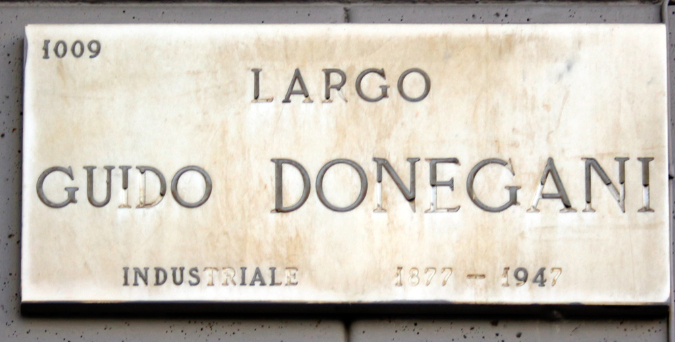 1009
LARGO
GUIDO DONEGANI
INDUSTRIALE 1877 - 1947